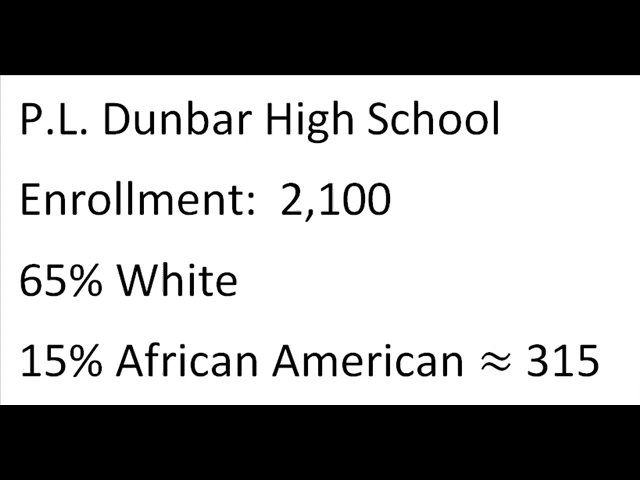 P.L. Dunbar High School
Enrollment:  2,100
65% White
15% African American ≈ 315